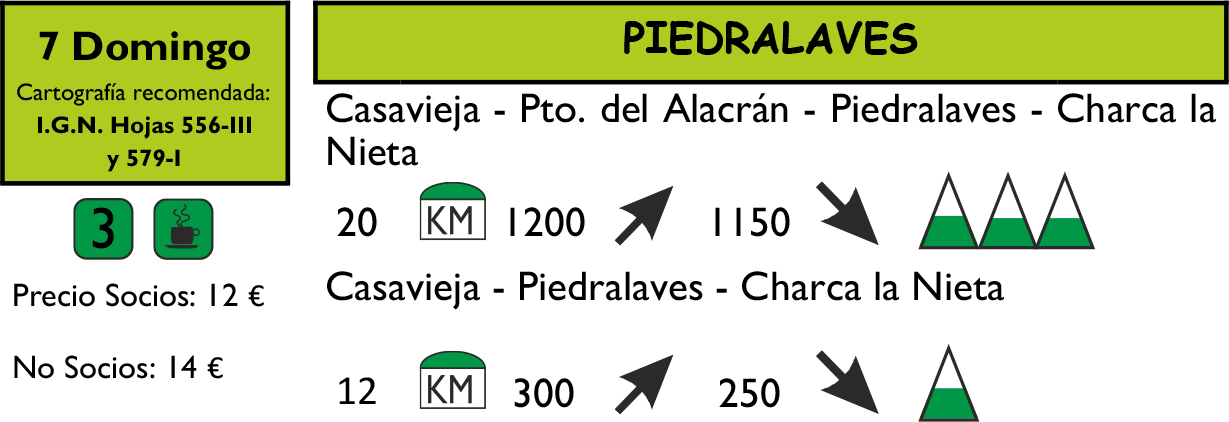 7 Domingo
Cartografía recomendada:
I.G.N. Hojas 556-III
y 579-I
3
Precio Socios: 12 €
No Socios: 14 €
PIEDRALAVES
Casavieja - Pto. del Alacrán - Piedralaves - Charca la
Nieta
20 KM 1200 1150
Casavieja - Piedralaves - Charca la Nieta
12 KM 300 250